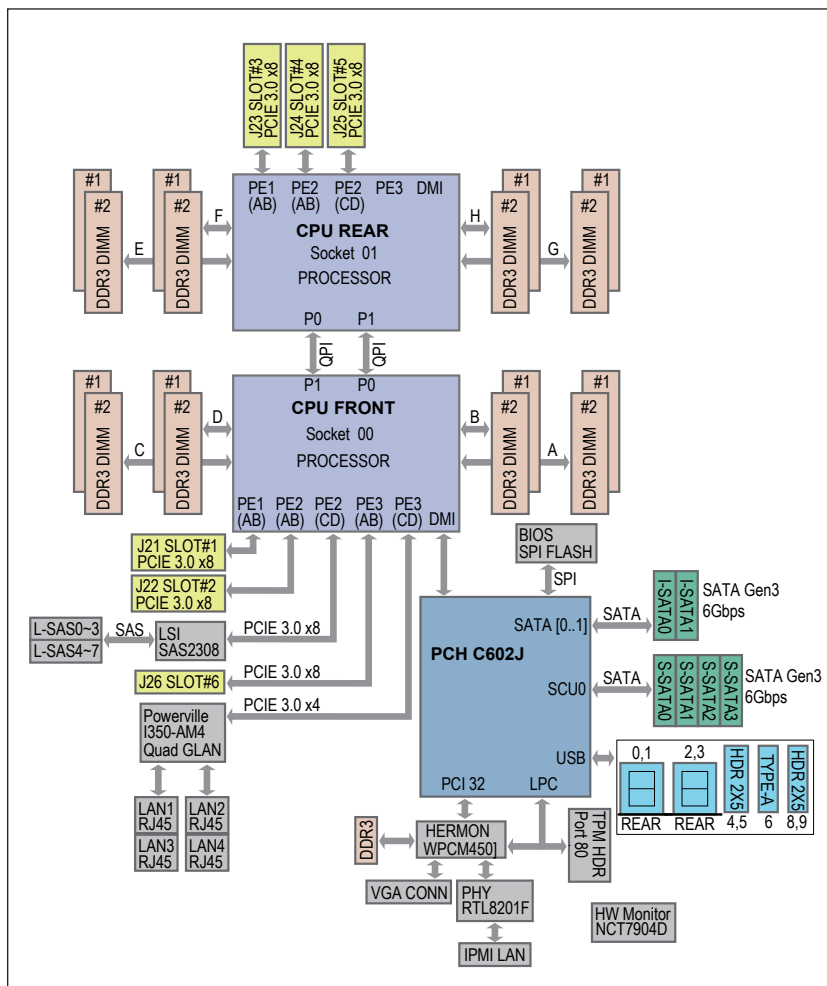 J23 SLOT#3
PCIE 3.0 x8
J24 SLOT#4
PCIE 3.0 x8
J25 SLOT#5
PCIE 3.0 x8
#1
#2
DDR3 DIMM
E
#1
#2
DDR3 DIMM
F
PE1
(AB)
PE2
(AB)
PE2
(CD)
PE3
DMI
CPU REAR
Socket 01
PROCESSOR
P0
P1
H
#1
#2
DDR3 DIMM
G
#1
#2
DDR3 DIMM
QPI
QPI
#1
#2
DDR3 DIMM
C
#1
#2
DDR3 DIMM
D
P1
P0
CPU FRONT
Socket 00
PROCESSOR
PE1
(AB)
PE2
(AB)
PE2
(CD)
PE3
(AB)
PE3
(CD)
DMI
B
#1
#2
DDR3 DIMM
A
#1
#2
DDR3 DIMM
J21 SLOT#1
PCIE 3.0 x8
J22 SLOT#2
PCIE 3.0 x8
L-SAS0~3
L-SAS4~7
SAS
LSI
SAS2308
PCIE 3.0 x8
J26 SLOT#6
PCIE 3.0 x8
Powerville
I350-AM4
Quad GLAN
PCIE 3.0 x4
LAN1
RJ45
LAN2
RJ45
LAN3
RJ45
LAN4
RJ45
BIOS
SPI FLASH
SPI
PCH C602J
SATA [0..1]
SCU0
USB
PCI 32
LPC
SATA
I-SATA0
I-SATA1
SATA Gen3
6Gbps
SATA
S-SATA0
S-SATA1
S-SATA2
S-SATA3
SATA Gen3
6Gbps
0,1
REAR
2,3
REAR
HDR 2X5
4,5
TYPE-A
6
HDR 2X5
8,9
DDR3
HERMON
WPCM450]
TPM HDR
Port 80
VGA CONN
PHY
RTL8201F
IPMI LAN
HW Monitor
NCT7904D